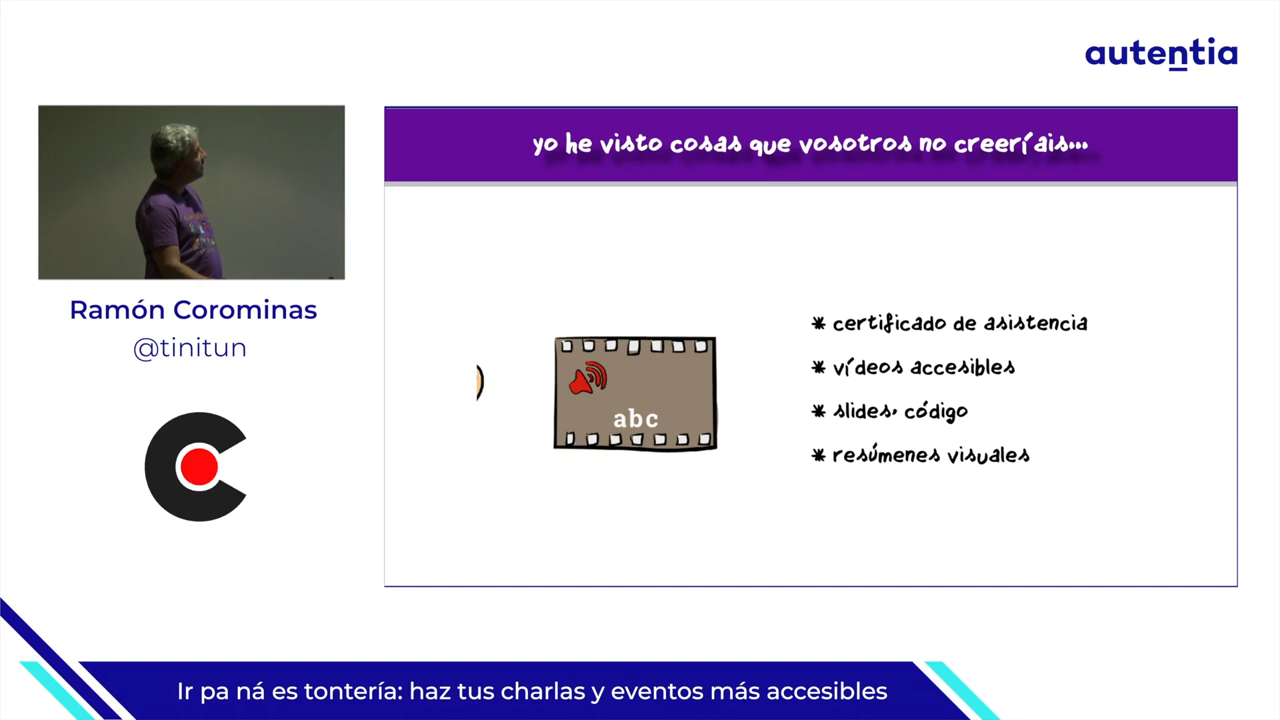 autentia
yo he visto cosas que vosotros no creeríais...
Ramón Corominas
@tinitun
abc
* certificado de asistencia
* vídeos accesibles
* slides, código
* resúmenes visuales
Ir pa ná es tontería: haz tus charlas y eventos más accesibles